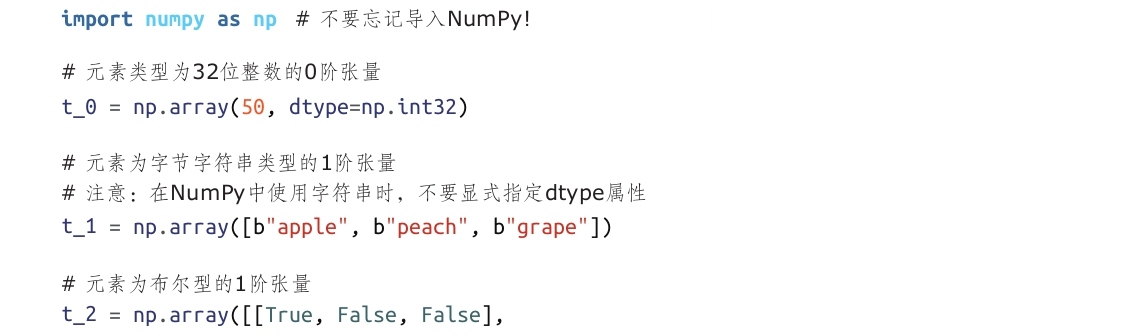 import numpy as np # 不要忘记导入NumPy!
# 元素类型为32位整数的0阶张量
t_0 = np.array(50, dtype=np.int32)
# 元素为字节字符串类型的1阶张量
# 注意：在NumPy中使用字符串时，不要显式指定dtype属性
t_1 = np.array([b"apple", b"peach", b"grape"])
# 元素为布尔型的1阶张量
t_2 = np.array([[True, False, False],